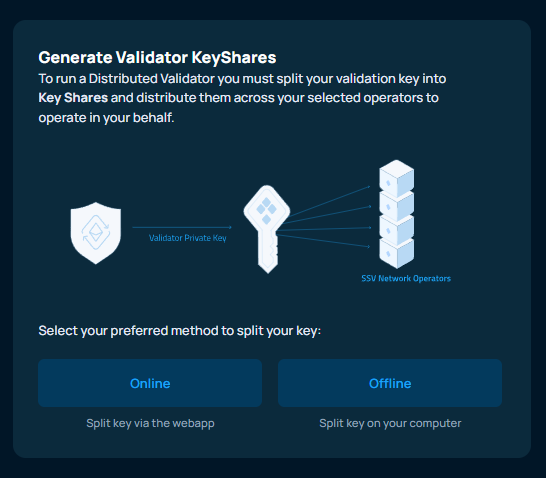 Generate Validator KeyShares
To run a Distributed Validator you must split your validation key into
Key Shares and distribute them across your selected operators to
operate in your behalf.
Validator Private Key
SSV Network Operators
Select your preferred method to split your key:
Online
Offline
Split key via the webapp
Split key on your computer